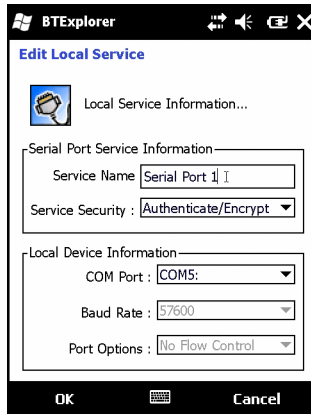 BTExplorer
Edit Local Service
Local Service Information...
Serial Port Service Information
Service Name Serial Port 1
Service Security : Authenticate/Encrypt
Local Device Information
COM Port : COM5:
Baud Rate : 57600
Port Options : No Flow Control
OK Cancel